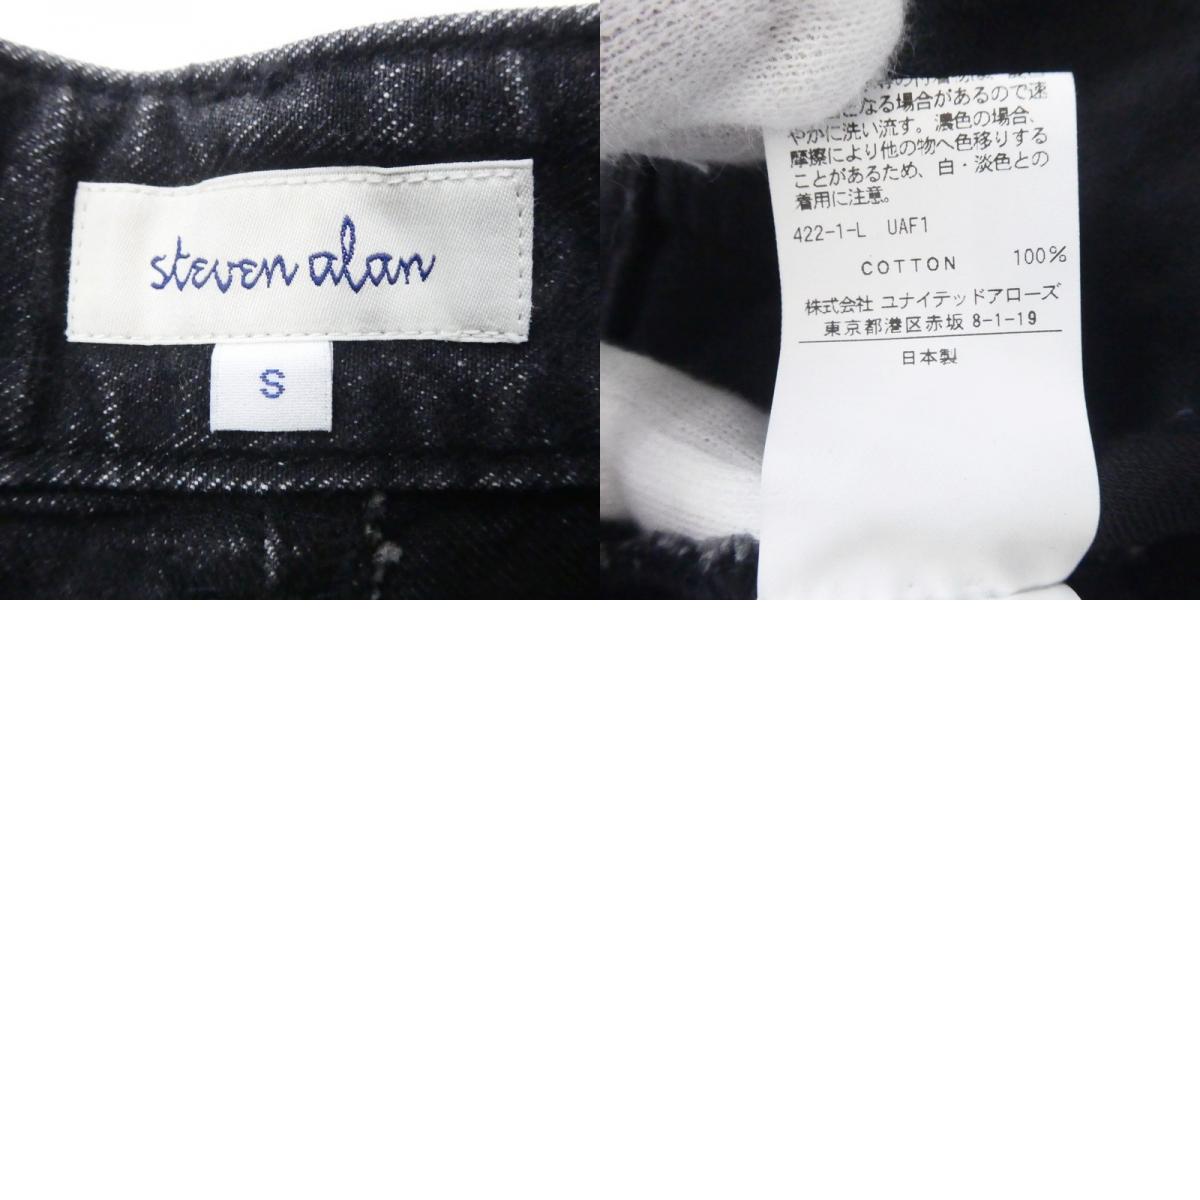 steven alan
S
なる場合があるので速
やかに洗い流す。濃色の場合、
摩擦により他の物へ色移りする
ことがあるため、白・淡色との
着用に注意。
422-1-L UAF1
COTTON 100%
株式会社 ユナイテッドアローズ
東京都港区赤坂 8-1-19
日本製